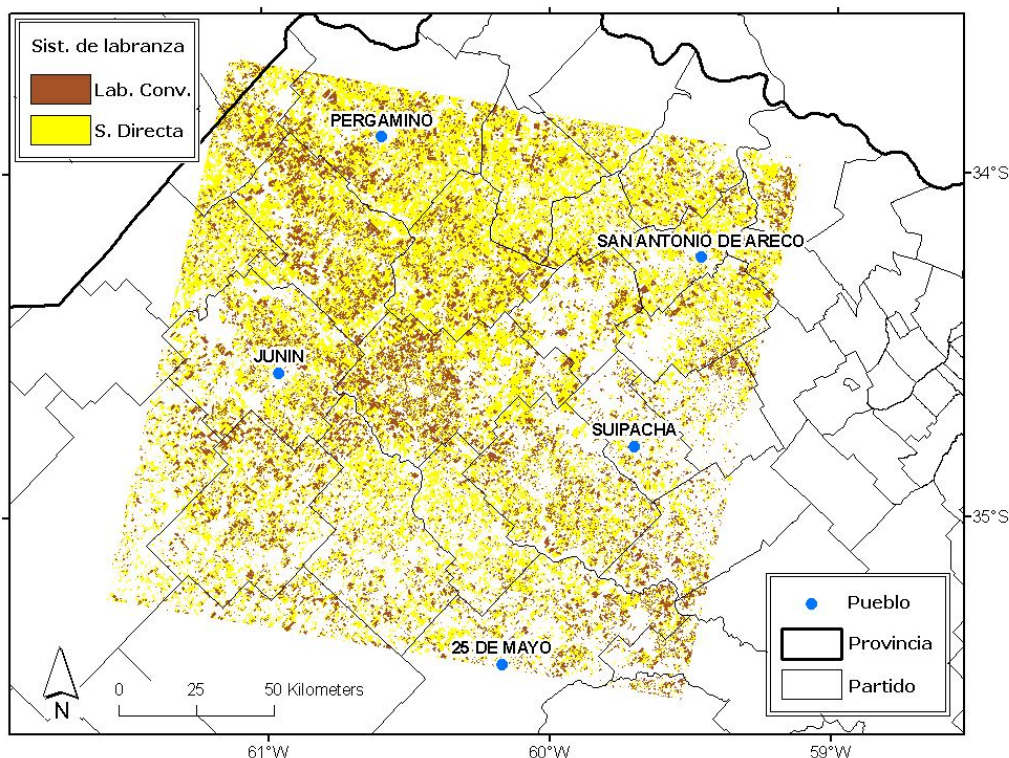 Sist. de labranza
Lab. Conv.
S. Directa
PERGAMINO
34°S
SAN ANTONIO DE ARECO
JUNIN
SUIPACHA
35°S
25 DE MAYO
Pueblo
Provincia
Partido
N
0 25 50 Kilometers
61°W 60°W 59°W